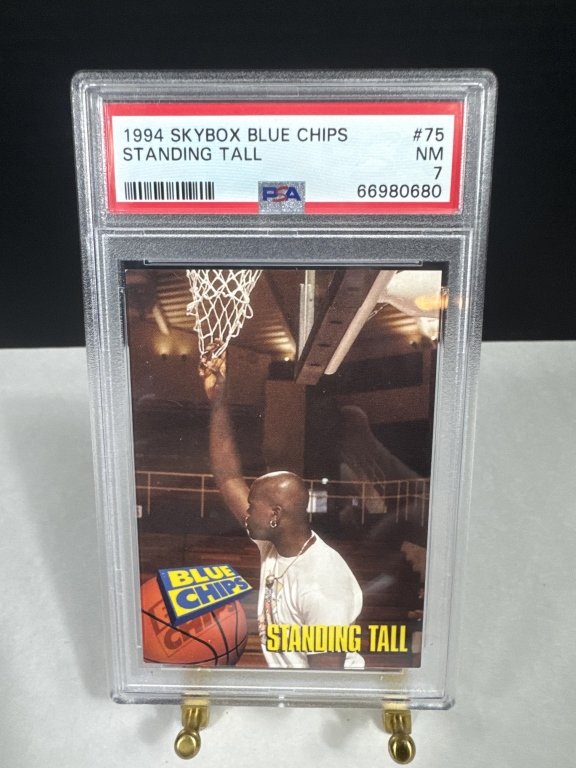 1994 SKYBOX BLUE CHIPS #75
STANDING TALL NM
7
PSA 66980680
BLUE
CHIPS
STANDING TALL